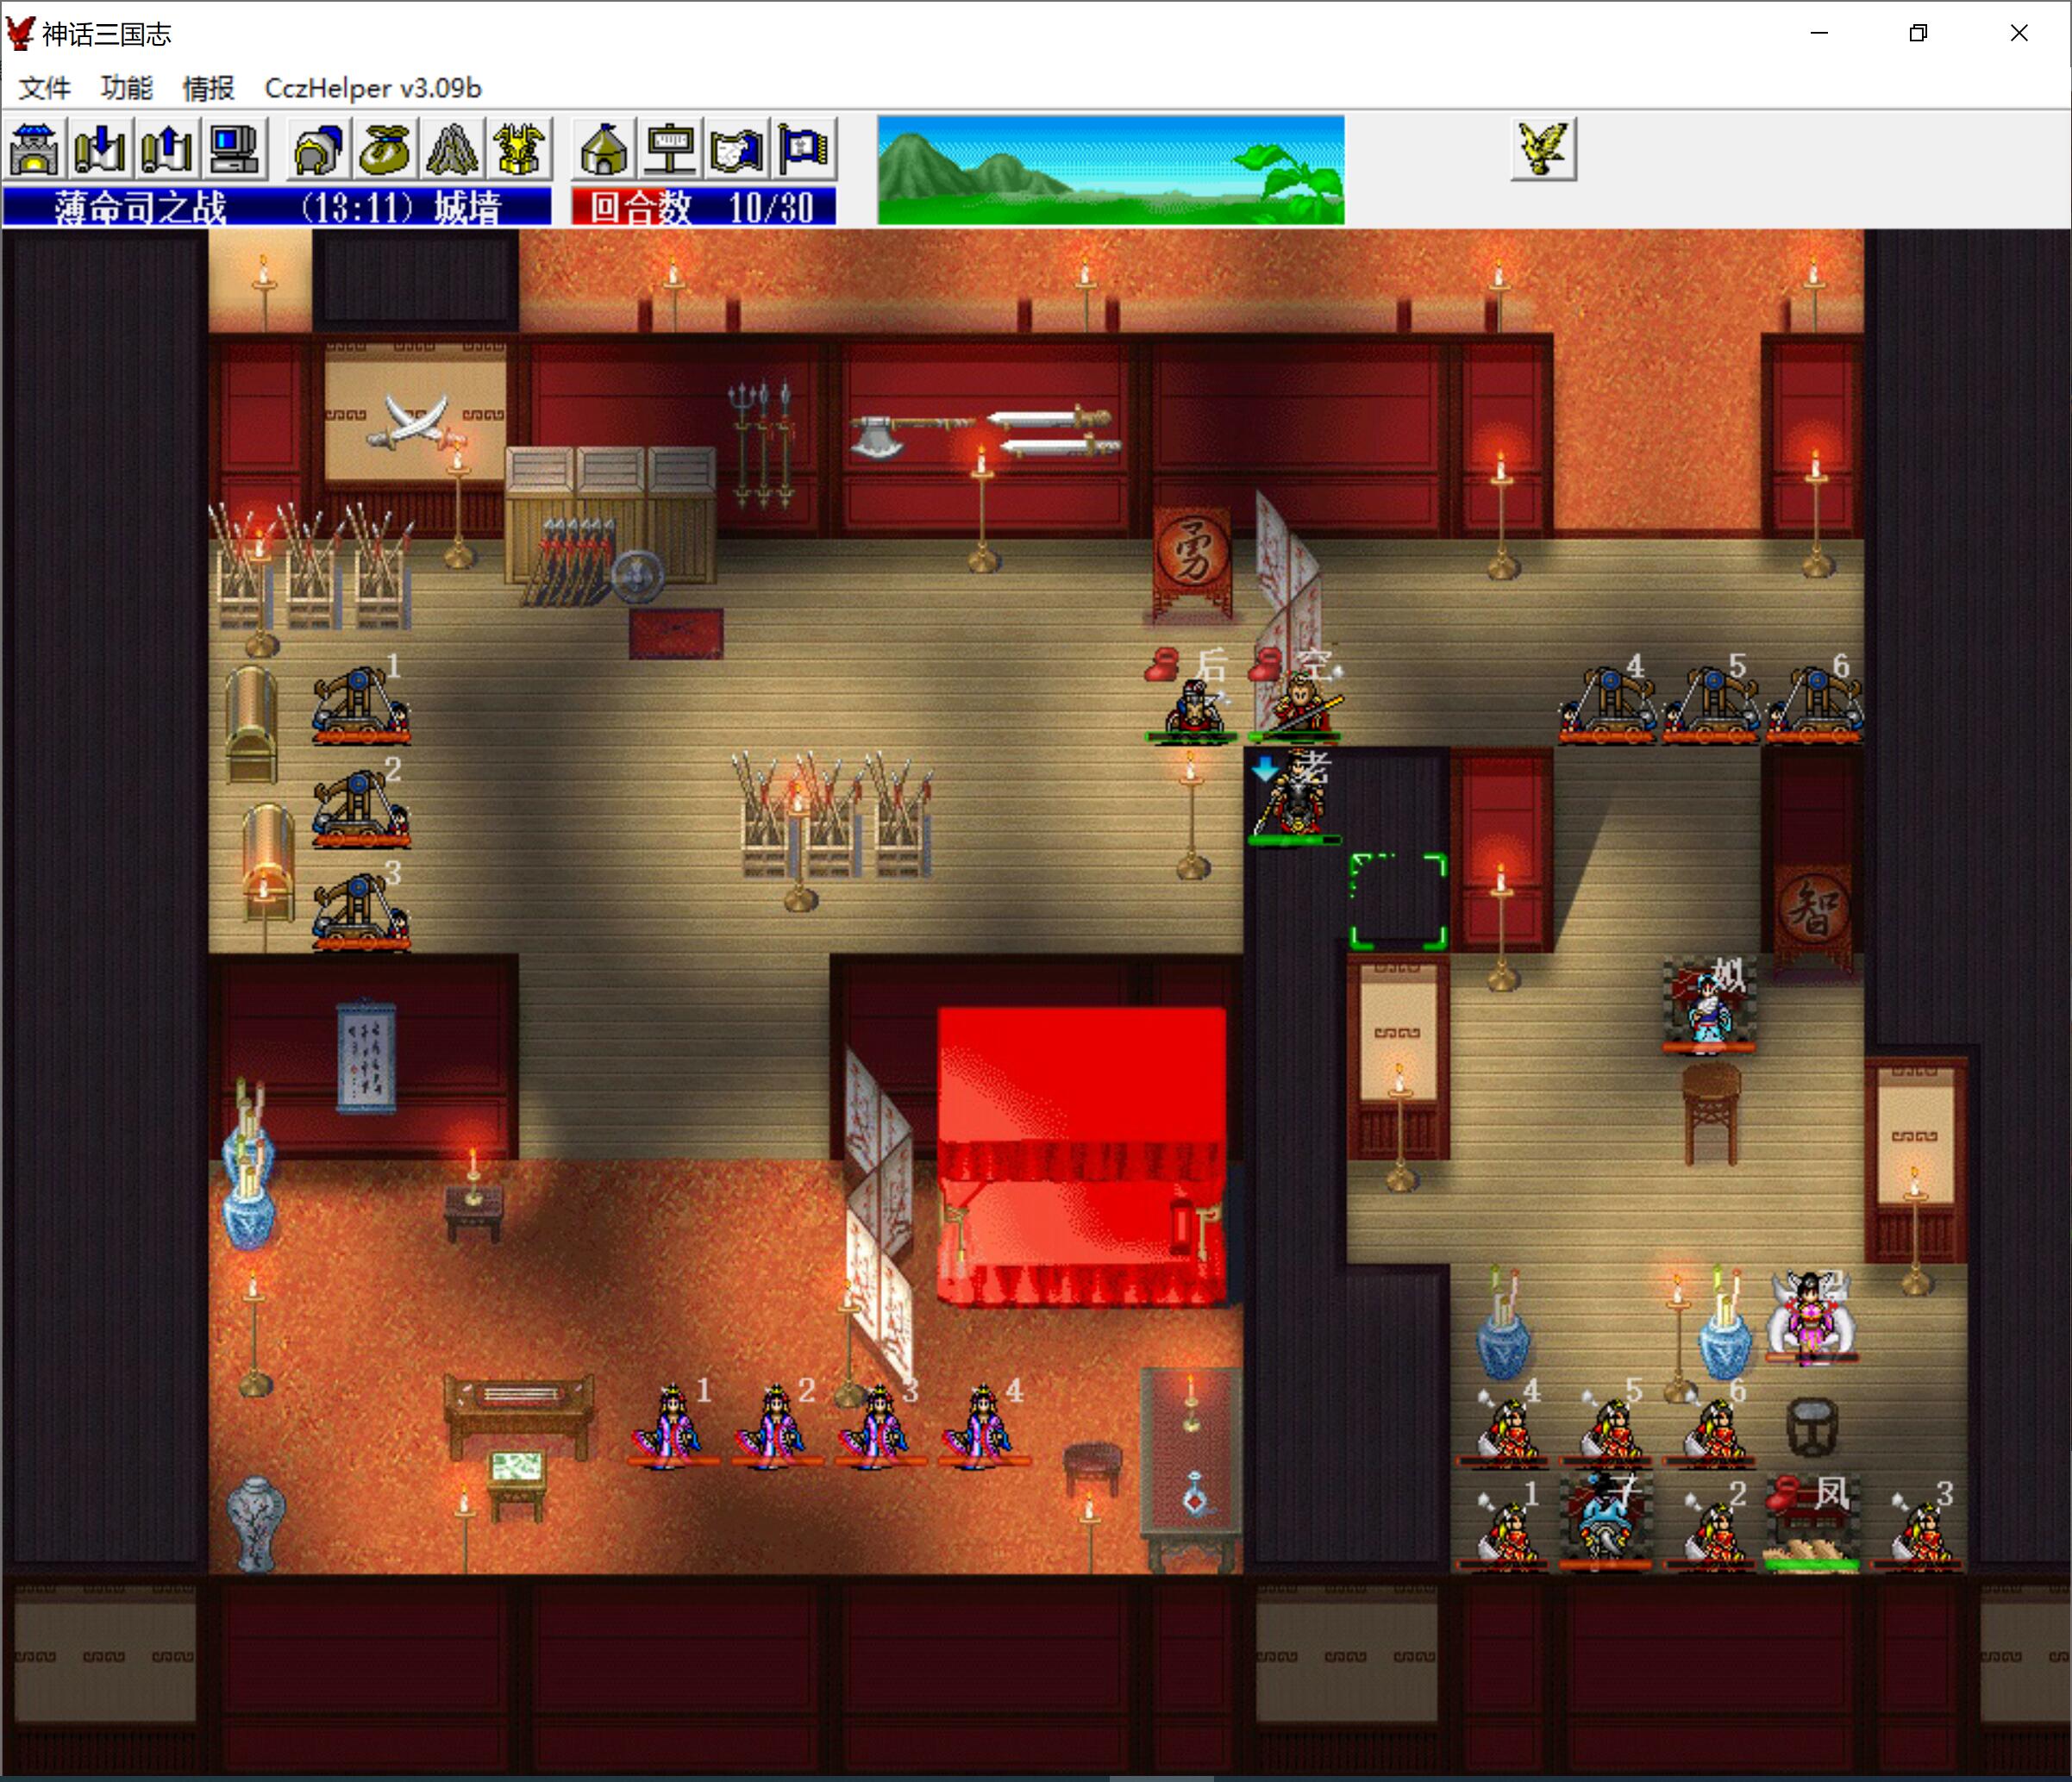 神话三国志
文件 功能 情报 CczHelper v3.09b
薄命司之战 (13:11) 城墙 回合数 10/30
勇
1 后 空 4 5 6
2 老
3 智
1 2 3 4 4 5 6
1 2 凤 3